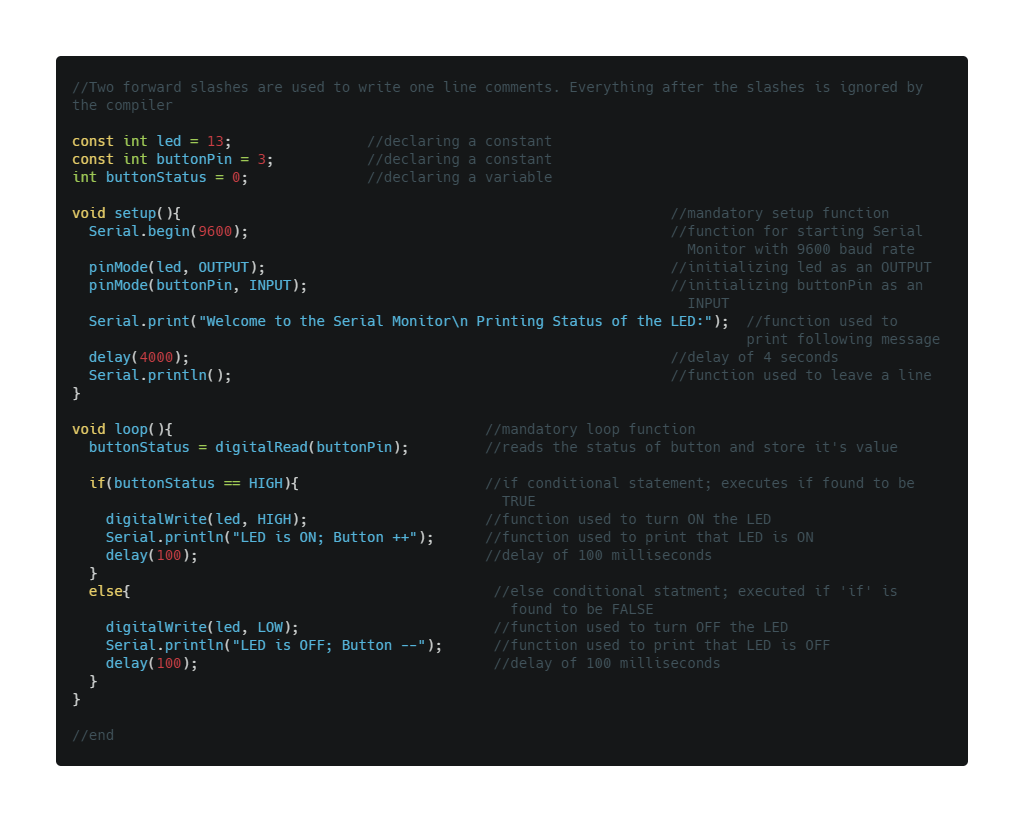 //Two forward slashes are used to write one line comments. Everything after the slashes is ignored by
the compiler
const int led = 13;                //declaring a constant
const int buttonPin = 3;           //declaring a constant
int buttonStatus = 0;              //declaring a variable
void setup(){                                                          //mandatory setup function
  Serial.begin(9600);                                                  //function for starting Serial
                                                                         Monitor with 9600 baud rate
  pinMode(led, OUTPUT);                                                //initializing led as an OUTPUT
  pinMode(buttonPin, INPUT);                                           //initializing buttonPin as an
                                                                         INPUT
  Serial.print("Welcome to the Serial Monitor\n Printing Status of the LED:");  //function used to
                                                                                print following message
  delay(4000);                                                         //delay of 4 seconds
  Serial.println();                                                    //function used to leave a line
}
void loop(){                                     //mandatory loop function
  buttonStatus = digitalRead(buttonPin);         //reads the status of button and store it's value
  if(buttonStatus == HIGH){                      //if conditional statement; executes if found to be
                                                   TRUE
    digitalWrite(led, HIGH);                     //function used to turn ON the LED
    Serial.println("LED is ON; Button ++");      //function used to print that LED is ON
    delay(100);                                  //delay of 100 milliseconds
  }
  else{                                           //else conditional statment; executed if 'if' is
                                                    found to be FALSE
    digitalWrite(led, LOW);                       //function used to turn OFF the LED
    Serial.println("LED is OFF; Button --");      //function used to print that LED is OFF
    delay(100);                                   //delay of 100 milliseconds
  }
}
//end